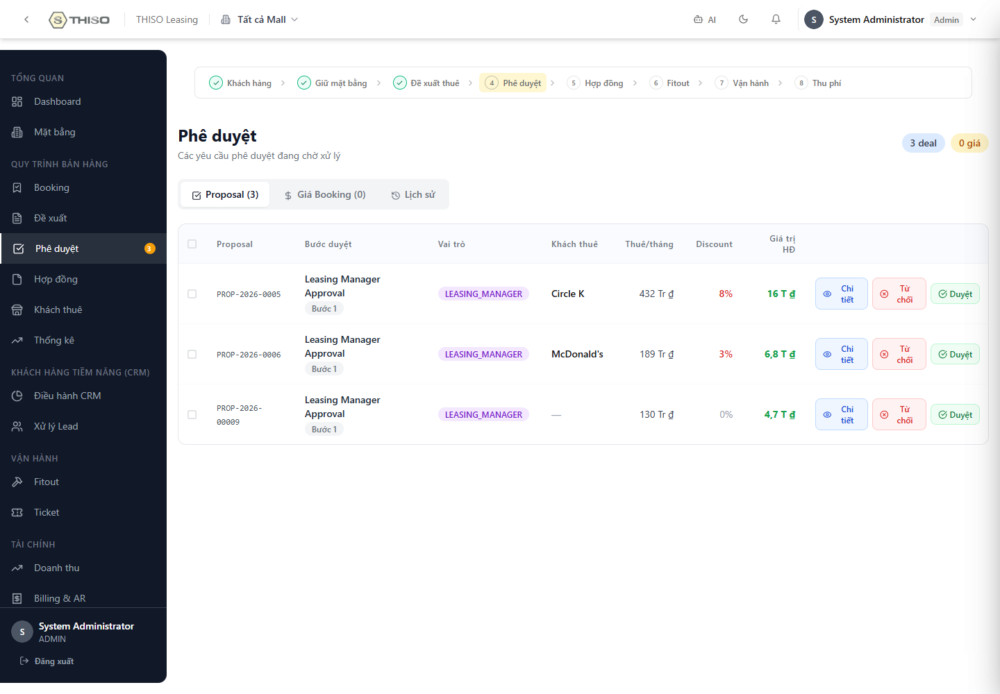 THISO
THISO Leasing
Tất cả Mall
AI
S
System Administrator
Admin
TỔNG QUAN
Dashboard
Mặt bằng
QUY TRÌNH BÁN HÀNG
Booking
Đề xuất
Phê duyệt
3
Hợp đồng
Khách thuê
Thống kê
KHÁCH HÀNG TIỀM NĂNG (CRM)
Điều hành CRM
Xử lý Lead
VẬN HÀNH
Fitout
Ticket
TÀI CHÍNH
Doanh thu
Billing & AR
S
System Administrator
ADMIN
Đăng xuất
Khách hàng
Giữ mặt bằng
Đề xuất thuê
4 Phê duyệt
5 Hợp đồng
6 Fitout
7 Vận hành
8 Thu phí
Phê duyệt
Các yêu cầu phê duyệt đang chờ xử lý
3 deal
0 giá
Proposal (3)
$ Giá Booking (0)
Lịch sử
Proposal
Bước duyệt
Vai trò
Khách thuê
Thuê/tháng
Discount
Giá trị
HĐ
PROP-2026-0005
Leasing Manager
Approval
Bước 1
LEASING_MANAGER
Circle K
432 Tr ₫
8%
16 T ₫
Chi
tiết
Từ
chối
Duyệt
PROP-2026-0006
Leasing Manager
Approval
Bước 1
LEASING_MANAGER
McDonald's
189 Tr ₫
3%
6,8 T ₫
Chi
tiết
Từ
chối
Duyệt
PROP-2026-
00009
Leasing Manager
Approval
Bước 1
LEASING_MANAGER
—
130 Tr ₫
0%
4,7 T ₫
Chi
tiết
Từ
chối
Duyệt